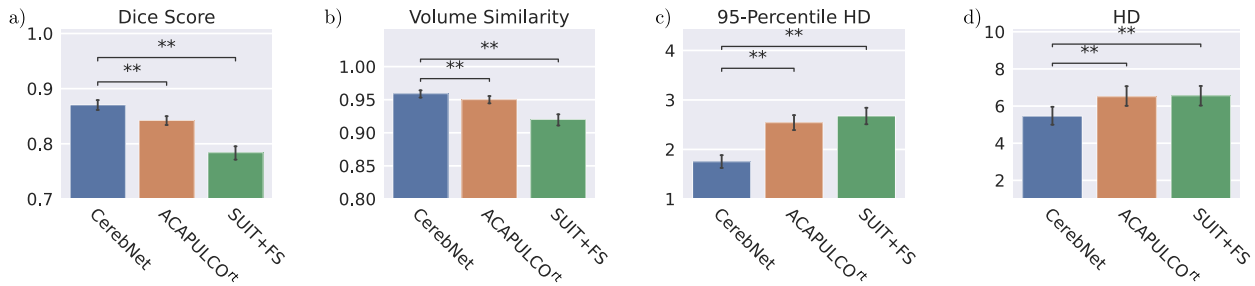 a)
Dice Score
1.0
0.9
0.8
0.7
**
**
CerebNet
ACAPULCOʳᵗ
SUIT+FS
b)
Volume Similarity
1.00
0.95
0.90
0.85
0.80
**
**
CerebNet
ACAPULCOʳᵗ
SUIT+FS
c)
95-Percentile HD
4
3
2
1
**
**
CerebNet
ACAPULCOʳᵗ
SUIT+FS
d)
HD
10
8
6
4
2
**
**
CerebNet
ACAPULCOʳᵗ
SUIT+FS